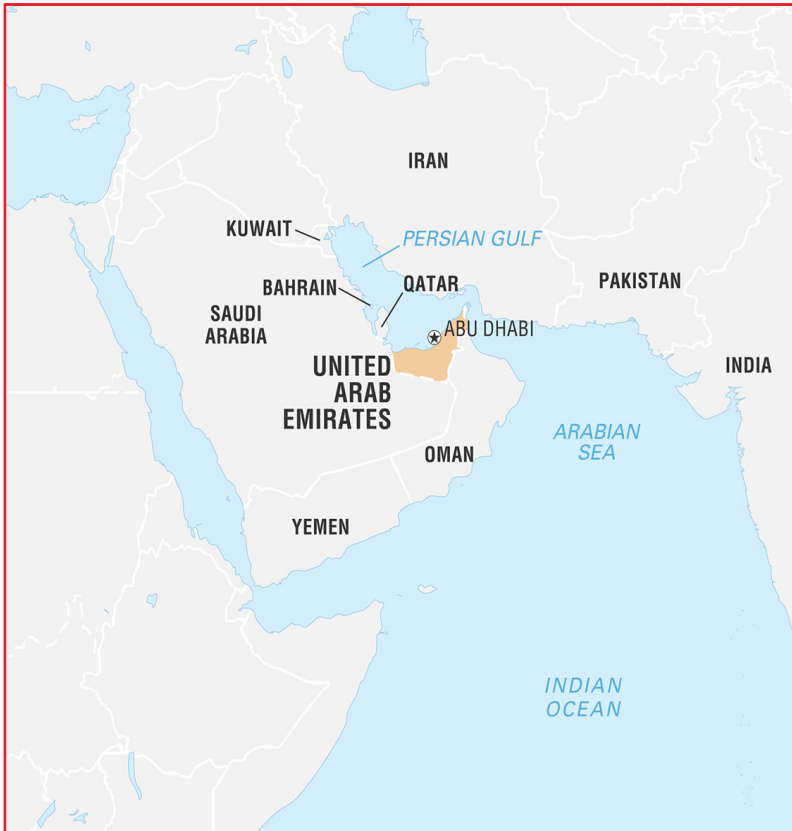 IRAN
KUWAIT
PERSIAN GULF
BAHRAIN
QATAR
PAKISTAN
SAUDI
ARABIA
ABU DHABI
UNITED
ARAB
EMIRATES
INDIA
ARABIAN
SEA
OMAN
YEMEN
INDIAN
OCEAN